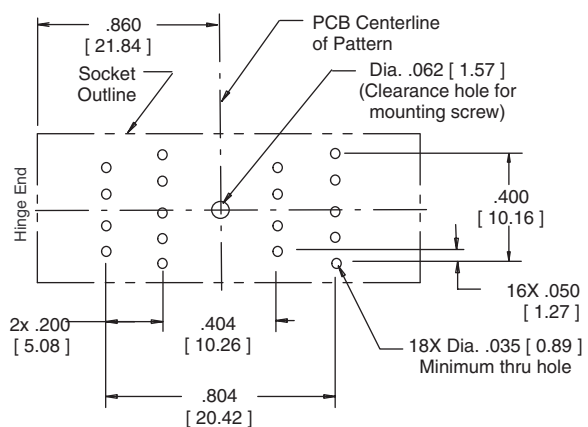 .860
[ 21.84 ]
PCB Centerline
of Pattern
Socket
Outline
Dia. .062 [ 1.57 ]
(Clearance hole for
mounting screw)
Hinge End
.400
[ 10.16 ]
16X .050
[ 1.27 ]
2x .200
[ 5.08 ]
.404
[ 10.26 ]
18X Dia. .035 [ 0.89 ]
Minimum thru hole
.804
[ 20.42 ]